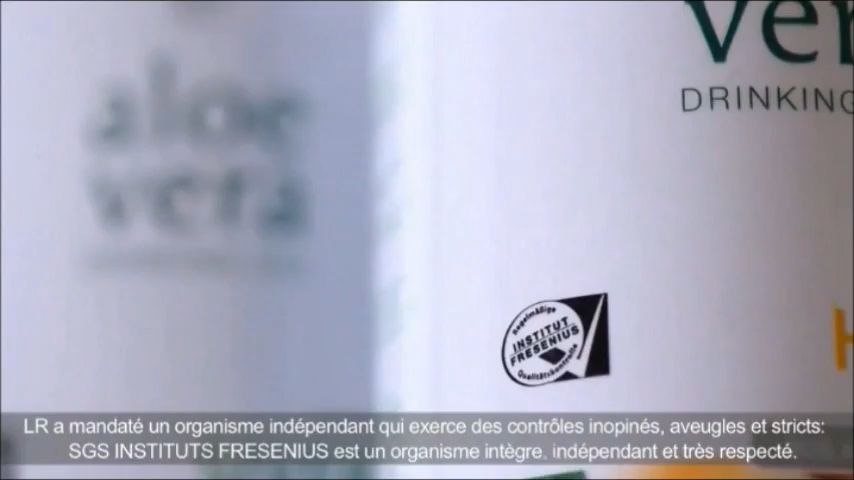 aloe
vera
ver
DRINKING
Regelmäßige
INSTITUT
FRESENIUS
Qualitätskontrolle
H
LR a mandaté un organisme indépendant qui exerce des contrôles inopinés, aveugles et stricts:
SGS INSTITUTS FRESENIUS est un organisme intègre, indépendant et très respecté.